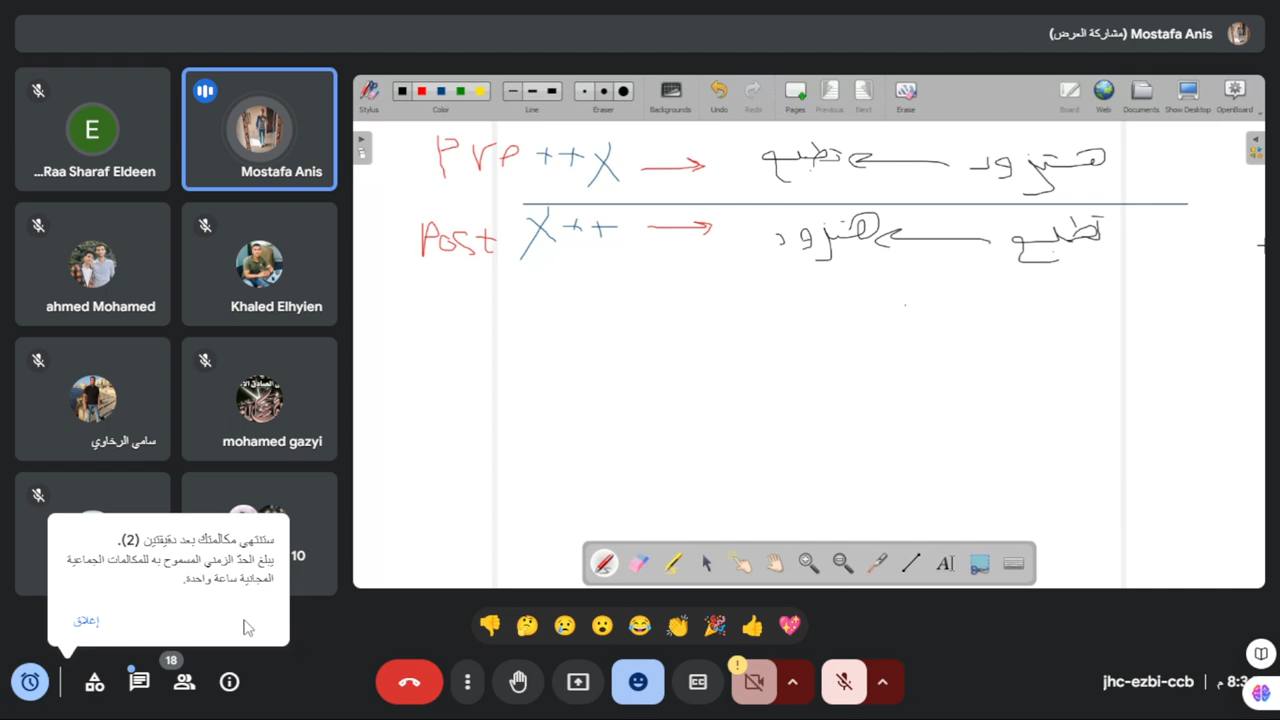 Mostafa Anis (مشاركة العرض)
E
...Raa Sharaf Eldeen
Mostafa Anis
ahmed Mohamed
Khaled Elhyien
سامى الرخاوي
mohamed gazyi
10
Stylus
Color
Line
Eraser
Backgrounds
Undo
Redo
Pages
Previous
Next
Erase
Board
Web
Documents
Show Desktop
OpenBoard
Pre ++X → هتزود ← تطبع
Post X++ → تطبع ← هتزود
ستنتهي مكالمتك بعد دقيقتين (2).
يبلغ الحدّ الزمني المسموح به للمكالمات الجماعية
المجانية ساعة واحدة.
إغلاق
18
CC
jhc-ezbi-ccb